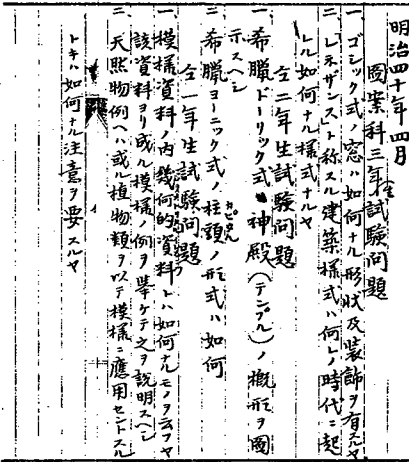 明治四十年四月
図案科三年試験問題
一、ゴシック式ノ窓ハ如何ナル形状及装飾ヲ有スルヤ
二、「レネザンス」ト称スル建築様式ハ何レノ時代ニ起
レル如何ナル様式ナルヤ
仝二年生試験問題
一、希臘ドーリック式神殿(テンプル)ノ概形ヲ図
示スヘシ
二、希臘ヨーニック式ノ柱頭ノ形式ハ如何
仝一年生試験問題
一、模様資料ノ内幾何的資料トハ如何ナルモノヲ云フヤ
該資料ヨリ成ル模様ノ例ヲ挙ケテ之ヲ説明スヘシ
二、天然物例ヘハ或ル植物類ヲ以テ模様ニ應用セントスル
トキハ如何ナル注意ヲ要スルヤ